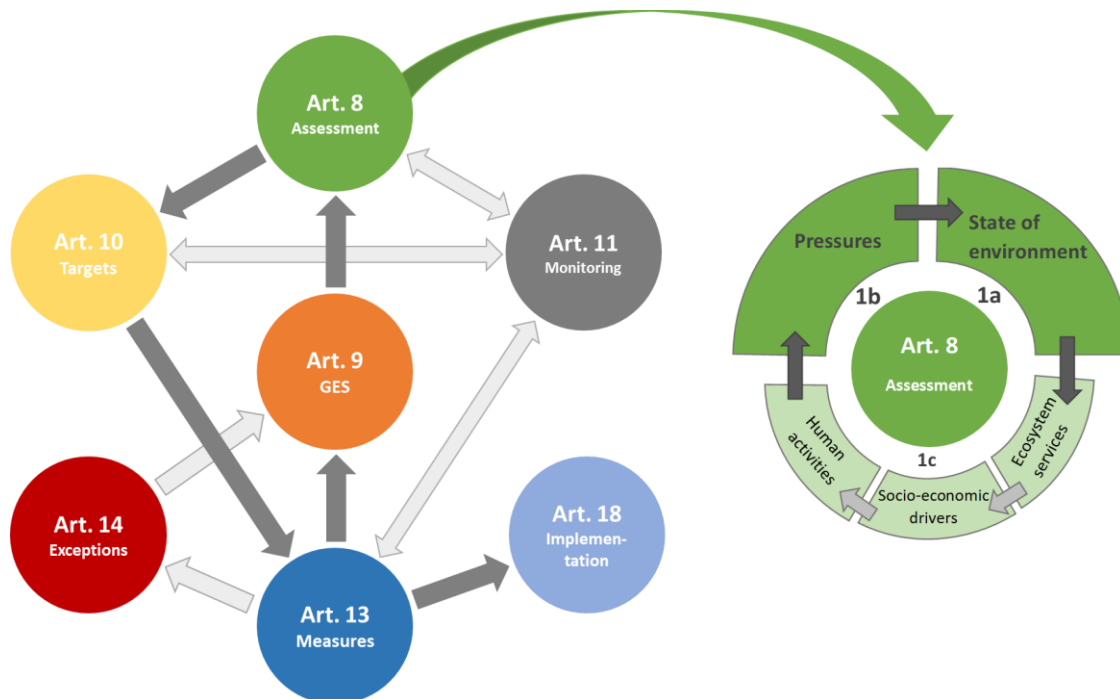 Art. 8
Assessment
Art. 10
Targets
Art. 11
Monitoring
Art. 9
GES
Art. 14
Exceptions
Art. 18
Implemen-
tation
Art. 13
Measures
Pressures
State of
environment
1b
1a
Art. 8
Assessment
1c
Human
activities
Socio-economic
drivers
Ecosystem
services